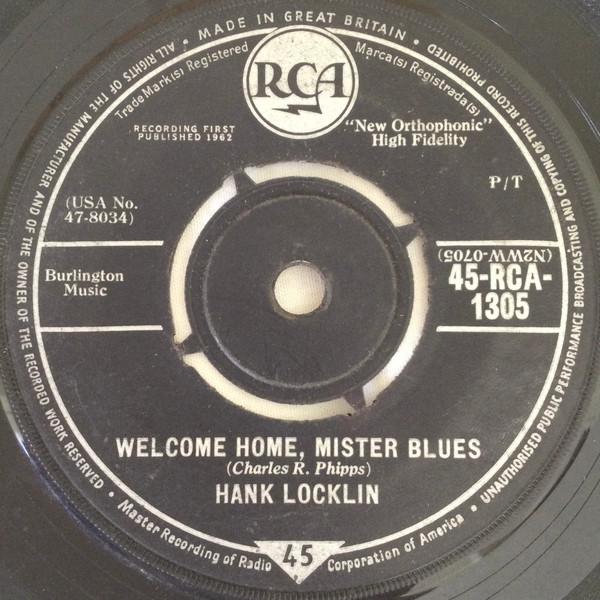 MADE IN GREAT BRITAIN
ALL RIGHTS OF THE MANUFACTURER AND OF THE OWNER OF THE RECORDED WORK RESERVED
UNAUTHORISED PUBLIC PERFORMANCE BROADCASTING AND COPYING OF THIS RECORD PROHIBITED
Trade Mark(s) Registered
RCA
Marca(s) Registrada(s)
RECORDING FIRST
PUBLISHED 1962
"New Orthophonic"
High Fidelity
P/T
(USA No.
47-8034)
(N2WW-0705)
Burlington
Music
45-RCA-
1305
WELCOME HOME, MISTER BLUES
(Charles R. Phipps)
HANK LOCKLIN
Master Recording of Radio Corporation of America
45